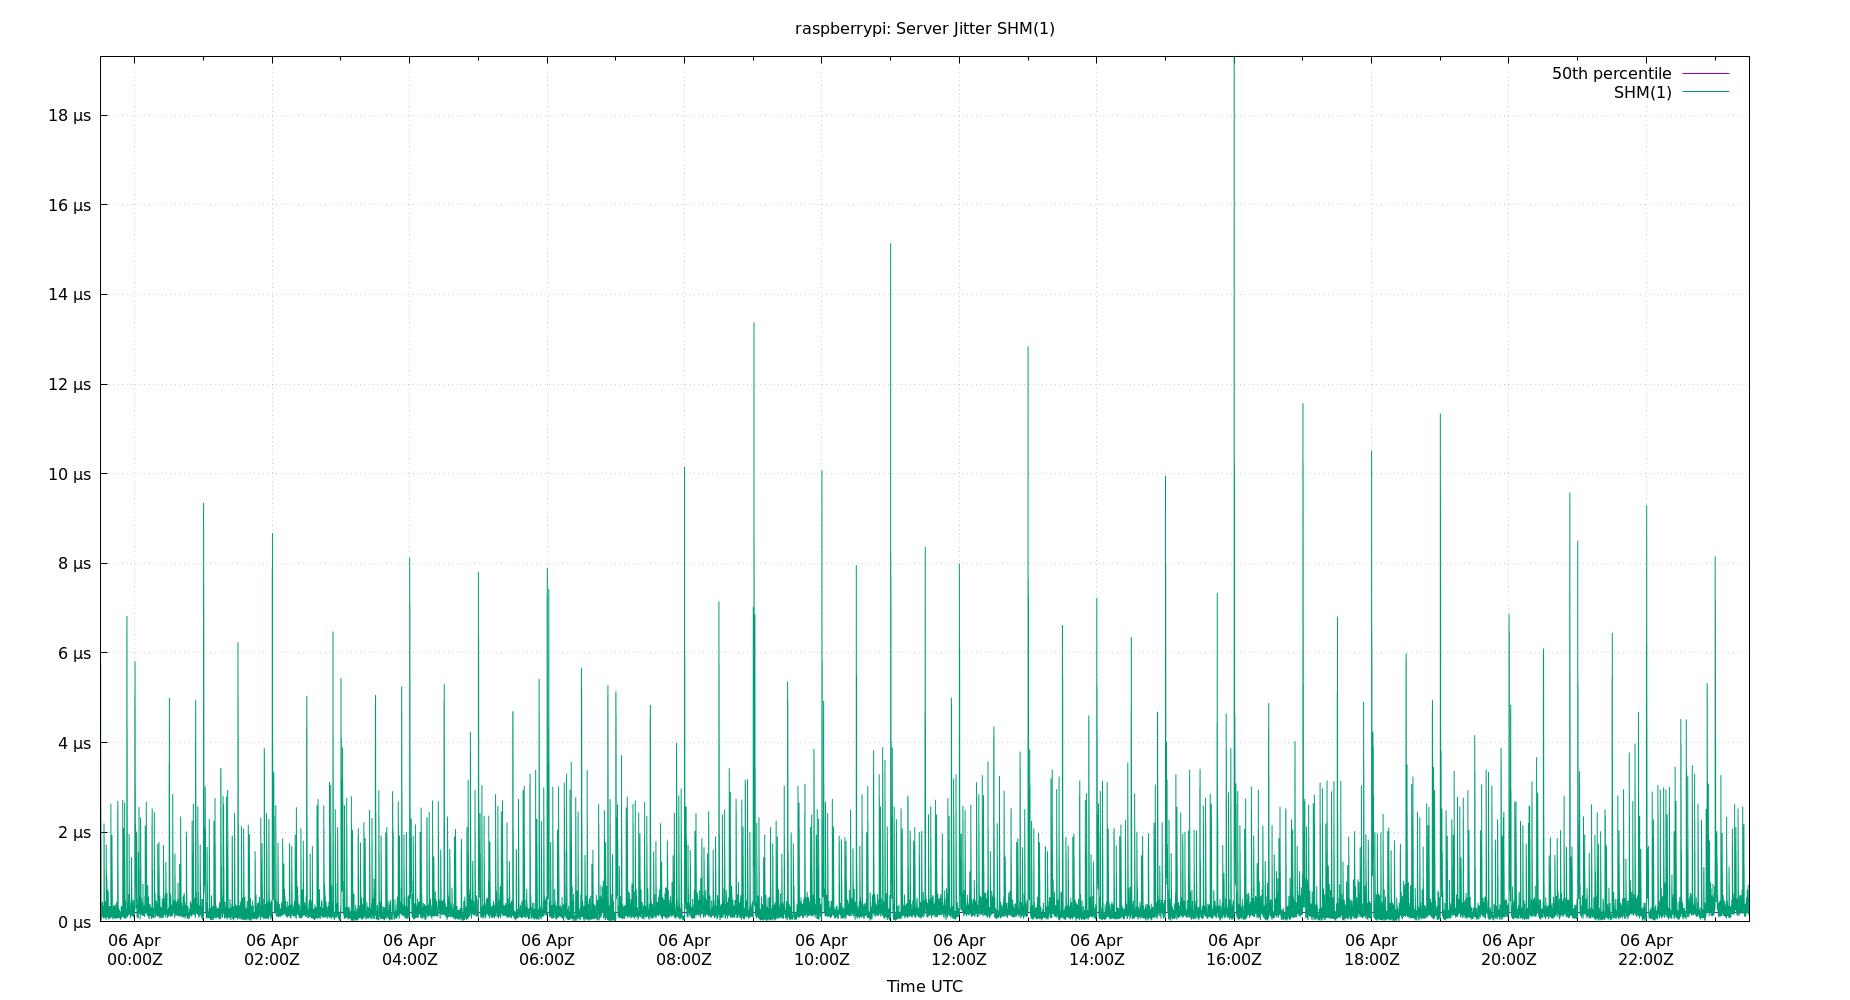 raspberrypi: Server Jitter SHM(1)
50th percentile
SHM(1)
18 µs
16 µs
14 µs
12 µs
10 µs
8 µs
6 µs
4 µs
2 µs
0 µs
06 Apr 06 Apr 06 Apr 06 Apr 06 Apr 06 Apr 06 Apr 06 Apr 06 Apr 06 Apr 06 Apr 06 Apr
00:00Z 02:00Z 04:00Z 06:00Z 08:00Z 10:00Z 12:00Z 14:00Z 16:00Z 18:00Z 20:00Z 22:00Z
Time UTC